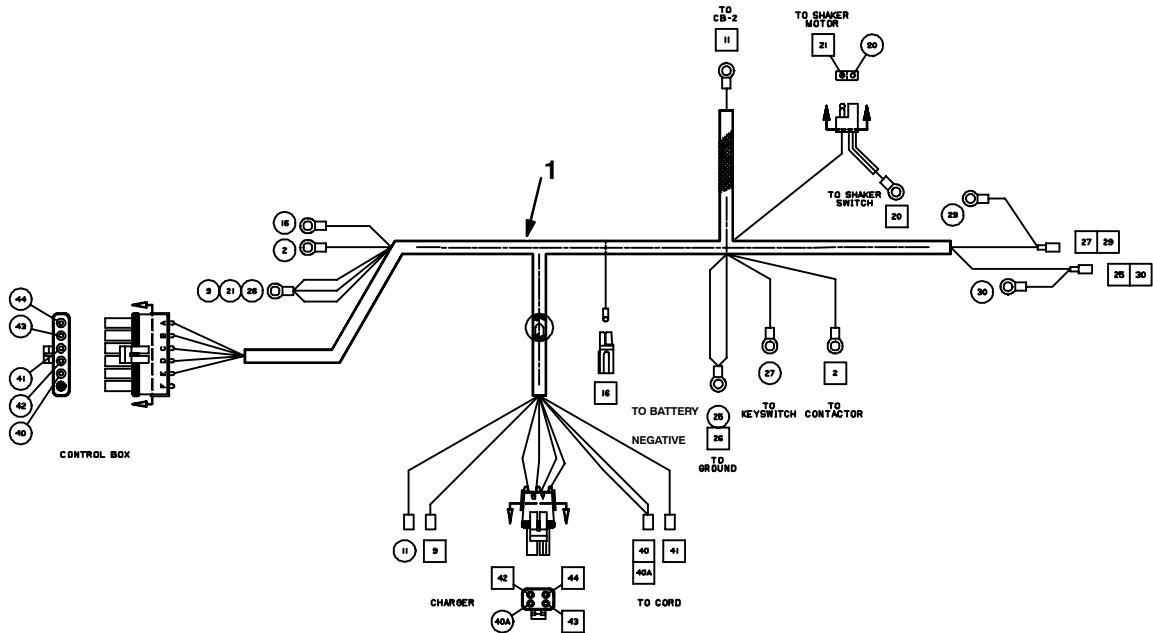 TO
CB-2
11
TO SHAKER
MOTOR
21
20
TO SHAKER
SWITCH
20
1
16
2
3
21
26
29
27 29
25 30
30
44
43
41
42
40
A
B
C
D
E
F
CONTROL BOX
16
27
TO
KEYSWITCH
2
TO
CONTACTOR
TO BATTERY
NEGATIVE
25
26
TO
GROUND
11
9
40
40A
41
CHARGER
42
44
40A
43
TO CORD